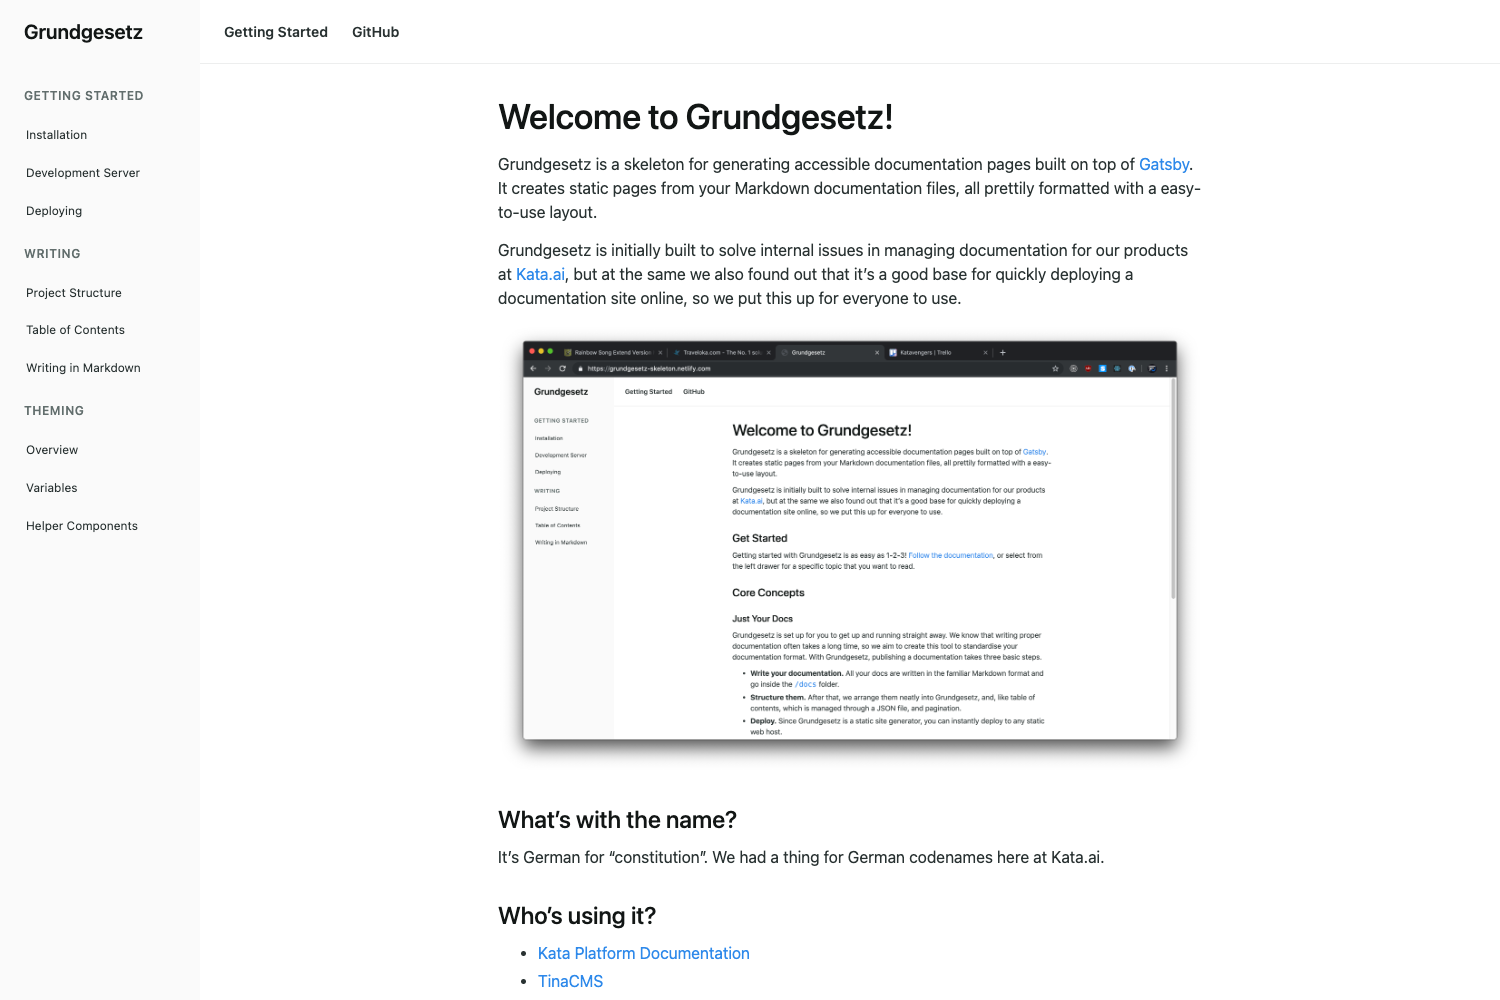 Grundgesetz
Getting Started
GitHub
GETTING STARTED
Installation
Development Server
Deploying
WRITING
Project Structure
Table of Contents
Writing in Markdown
THEMING
Overview
Variables
Helper Components
Welcome to Grundgesetz!
Grundgesetz is a skeleton for generating accessible documentation pages built on top of Gatsby.
It creates static pages from your Markdown documentation files, all prettily formatted with a easy-
to-use layout.
Grundgesetz is initially built to solve internal issues in managing documentation for our products
at Kata.ai, but at the same we also found out that it’s a good base for quickly deploying a
documentation site online, so we put this up for everyone to use.
Rainbow Song Extend Version
Traveloka.com - The No. 1
Grundgesetz
Katavengers | Trello
https://grundgesetz-skeleton.netlify.com
Grundgesetz
Getting Started
GitHub
GETTING STARTED
Installation
Development Server
Deploying
WRITING
Project Structure
Table of Contents
Writing in Markdown
Welcome to Grundgesetz!
Grundgesetz is a skeleton for generating accessible documentation pages built on top of Gatsby.
It creates static pages from your Markdown documentation files, all prettily formatted with a easy-
to-use layout.
Grundgesetz is initially built to solve internal issues in managing documentation for our products
at Kata.ai, but at the same we also found out that it’s a good base for quickly deploying a
documentation site online, so we put this up for everyone to use.
Get Started
Getting started with Grundgesetz is as easy as 1-2-3! Follow the documentation, or select from
the left drawer for a specific topic that you want to read.
Core Concepts
Just Your Docs
Grundgesetz is set up for you to get up and running straight away. We know that writing proper
documentation often takes a long time, so we aim to create this tool to standardise your
documentation format. With Grundgesetz, publishing a documentation takes three basic steps.
• Write your documentation. All your docs are written in the familiar Markdown format and
go inside the /docs folder.
• Structure them. After that, we arrange them neatly into Grundgesetz, and, like table of
contents, which is managed through a JSON file, and pagination.
• Deploy. Since Grundgesetz is a static site generator, you can instantly deploy to any static
web host.
What’s with the name?
It’s German for “constitution”. We had a thing for German codenames here at Kata.ai.
Who’s using it?
• Kata Platform Documentation
• TinaCMS